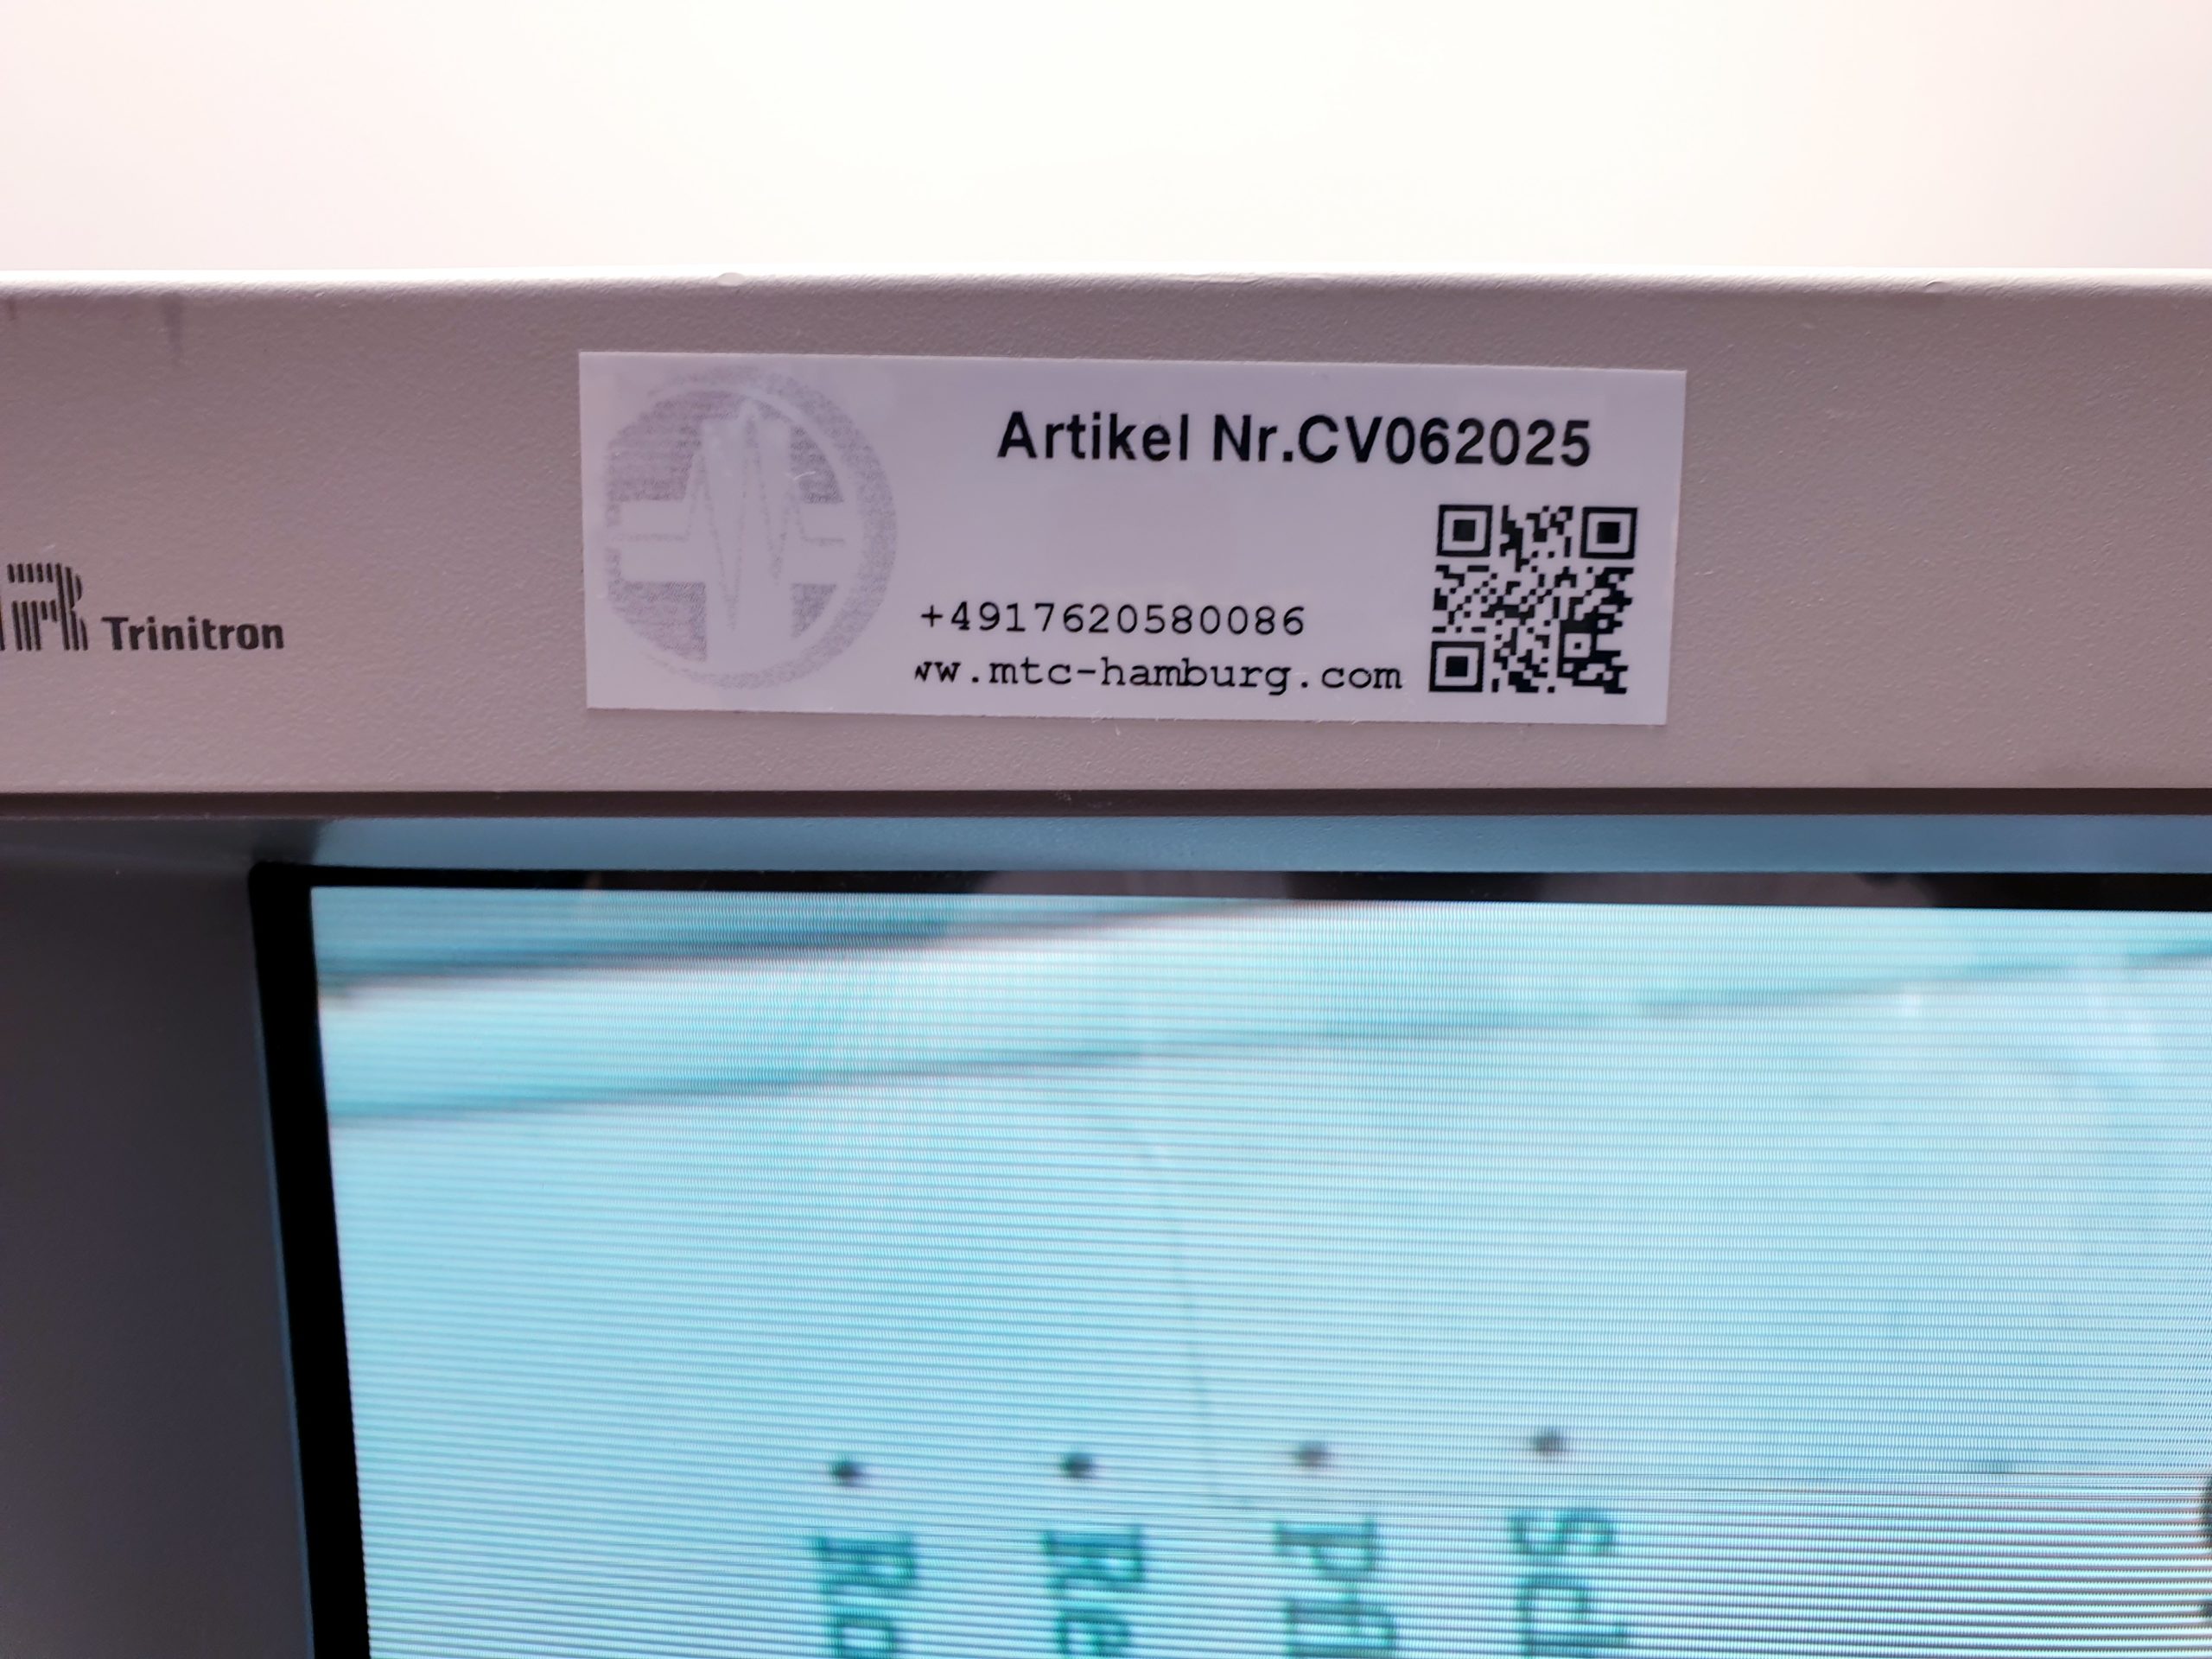 Artikel Nr.CV062025
+4917620580086
ww.mtc-hamburg.com
R Trinitron